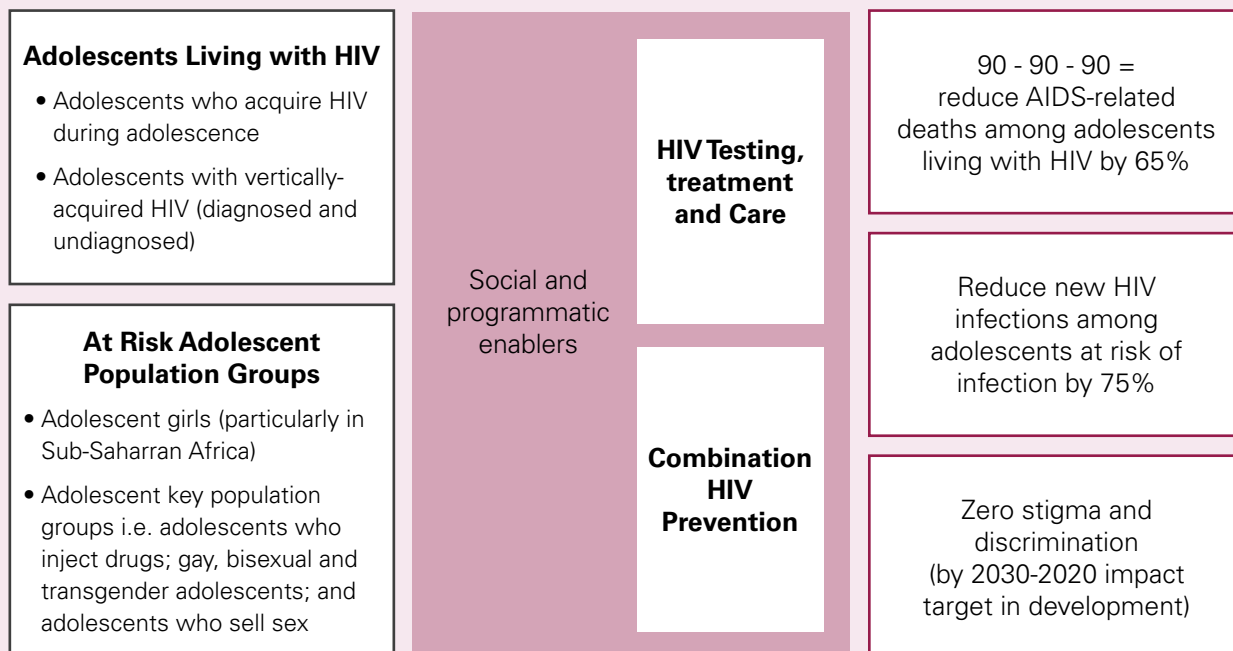 Adolescents Living with HIV
• Adolescents who acquire HIV
during adolescence
• Adolescents with vertically-
acquired HIV (diagnosed and
undiagnosed)
At Risk Adolescent
Population Groups
• Adolescent girls (particularly in
Sub-Saharran Africa)
• Adolescent key population
groups i.e. adolescents who
inject drugs; gay, bisexual and
transgender adolescents; and
adolescents who sell sex
Social and
programmatic
enablers
HIV Testing,
treatment
and Care
Combination
HIV
Prevention
90 - 90 - 90 =
reduce AIDS-related
deaths among adolescents
living with HIV by 65%
Reduce new HIV
infections among
adolescents at risk of
infection by 75%
Zero stigma and
discrimination
(by 2030-2020 impact
target in development)